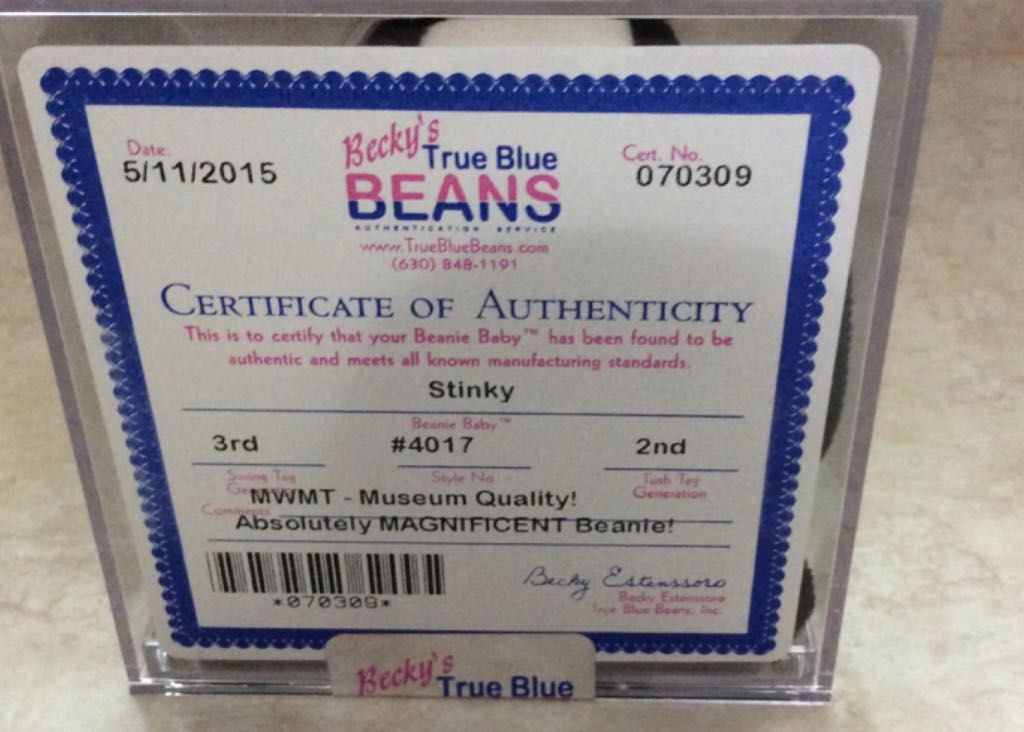 Date:
5/11/2015
Becky's
True Blue
BEANS
AUTHENTICATION SERVICE
www.TrueBlueBeans.com
(630) 848-1191
Cert. No.
070309
CERTIFICATE OF AUTHENTICITY
This is to certify that your Beanie Baby™ has been found to be
authentic and meets all known manufacturing standards.
Stinky
Beanie Baby™
3rd #4017 2nd
Swing Tag Style No Tush Tag
Generation
MWMT - Museum Quality!
Comments
Absolutely MAGNIFICENT Beanie!
*070309*
Becky Estenssoro
Becky Estenssoro
True Blue Beans, Inc.
Becky's
True Blue